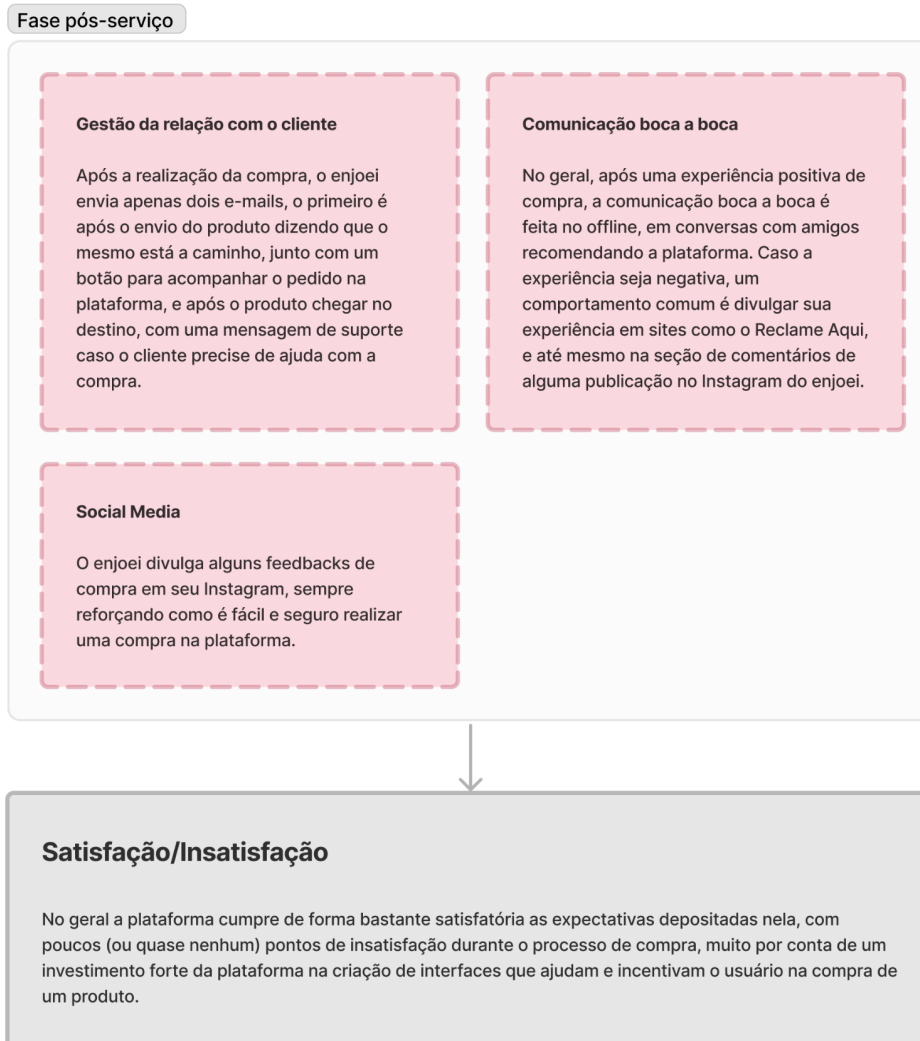 Fase pós-serviço
Gestão da relação com o cliente
Após a realização da compra, o enjoei
envia apenas dois e-mails, o primeiro é
após o envio do produto dizendo que o
mesmo está a caminho, junto com um
botão para acompanhar o pedido na
plataforma, e após o produto chegar no
destino, com uma mensagem de suporte
caso o cliente precise de ajuda com a
compra.
Comunicação boca a boca
No geral, após uma experiência positiva de
compra, a comunicação boca a boca é
feita no offline, em conversas com amigos
recomendando a plataforma. Caso a
experiência seja negativa, um
comportamento comum é divulgar sua
experiência em sites como o Reclame Aqui,
e até mesmo na seção de comentários de
alguma publicação no Instagram do enjoei.
Social Media
O enjoei divulga alguns feedbacks de
compra em seu Instagram, sempre
reforçando como é fácil e seguro realizar
uma compra na plataforma.
Satisfação/Insatisfação
No geral a plataforma cumpre de forma bastante satisfatória as expectativas depositadas nela, com
poucos (ou quase nenhum) pontos de insatisfação durante o processo de compra, muito por conta de um
investimento forte da plataforma na criação de interfaces que ajudam e incentivam o usuário na compra de
um produto.